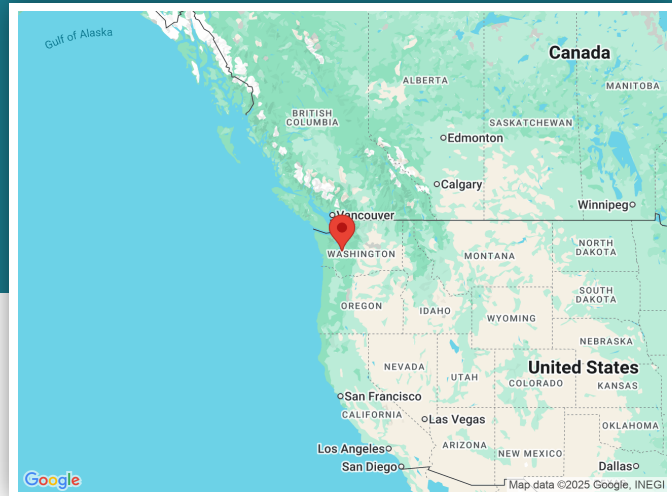 Gulf of Alaska
Canada
ALBERTA
MANITOBA
BRITISH
COLUMBIA
SASKATCHEWAN
Edmonton
Calgary
Winnipeg
Vancouver
WASHINGTON
MONTANA
NORTH
DAKOTA
SOUTH
DAKOTA
OREGON
IDAHO
WYOMING
NEBRASKA
NEVADA
UTAH
United States
COLORADO
KANSAS
San Francisco
CALIFORNIA
Las Vegas
OKLAHOMA
Los Angeles
ARIZONA
NEW MEXICO
San Diego
Dallas
Google
Map data ©2025 Google, INEGI